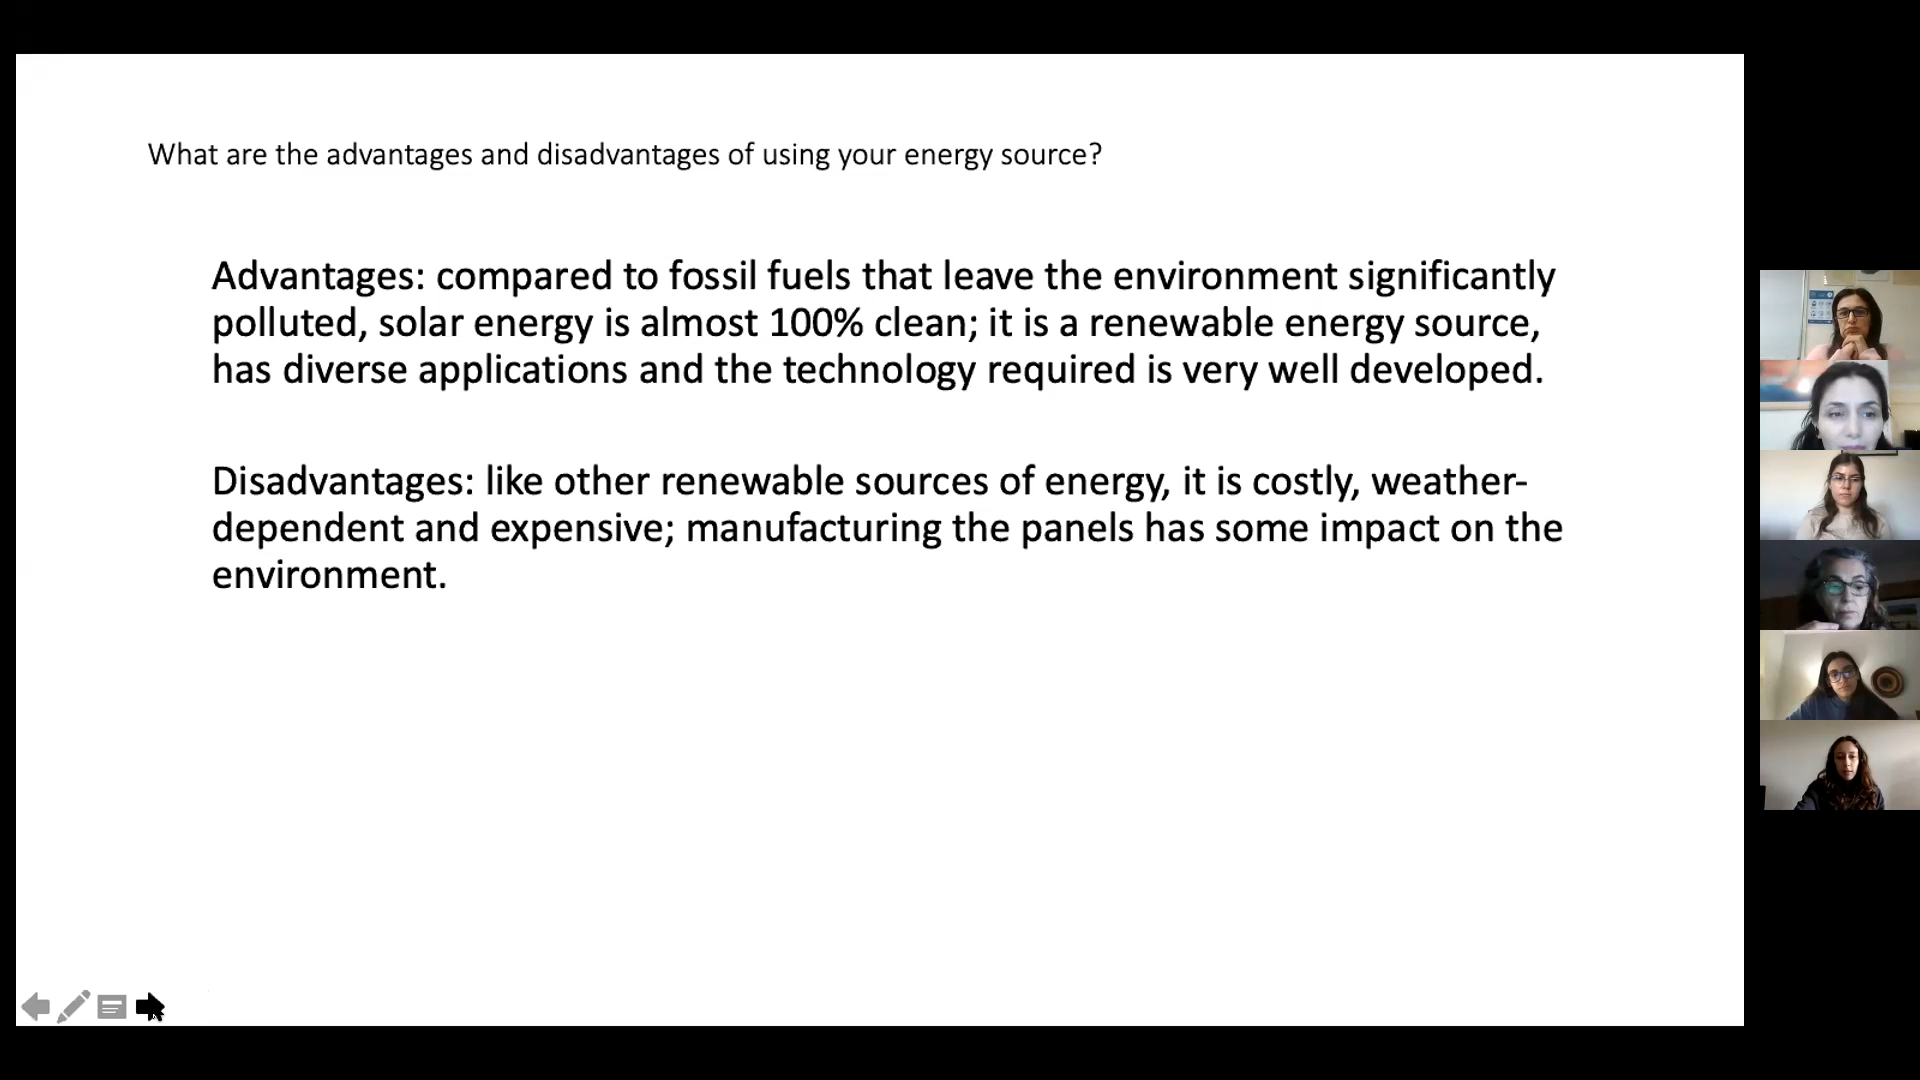 What are the advantages and disadvantages of using your energy source?
Advantages: compared to fossil fuels that leave the environment significantly
polluted, solar energy is almost 100% clean; it is a renewable energy source,
has diverse applications and the technology required is very well developed.
Disadvantages: like other renewable sources of energy, it is costly, weather-
dependent and expensive; manufacturing the panels has some impact on the
environment.